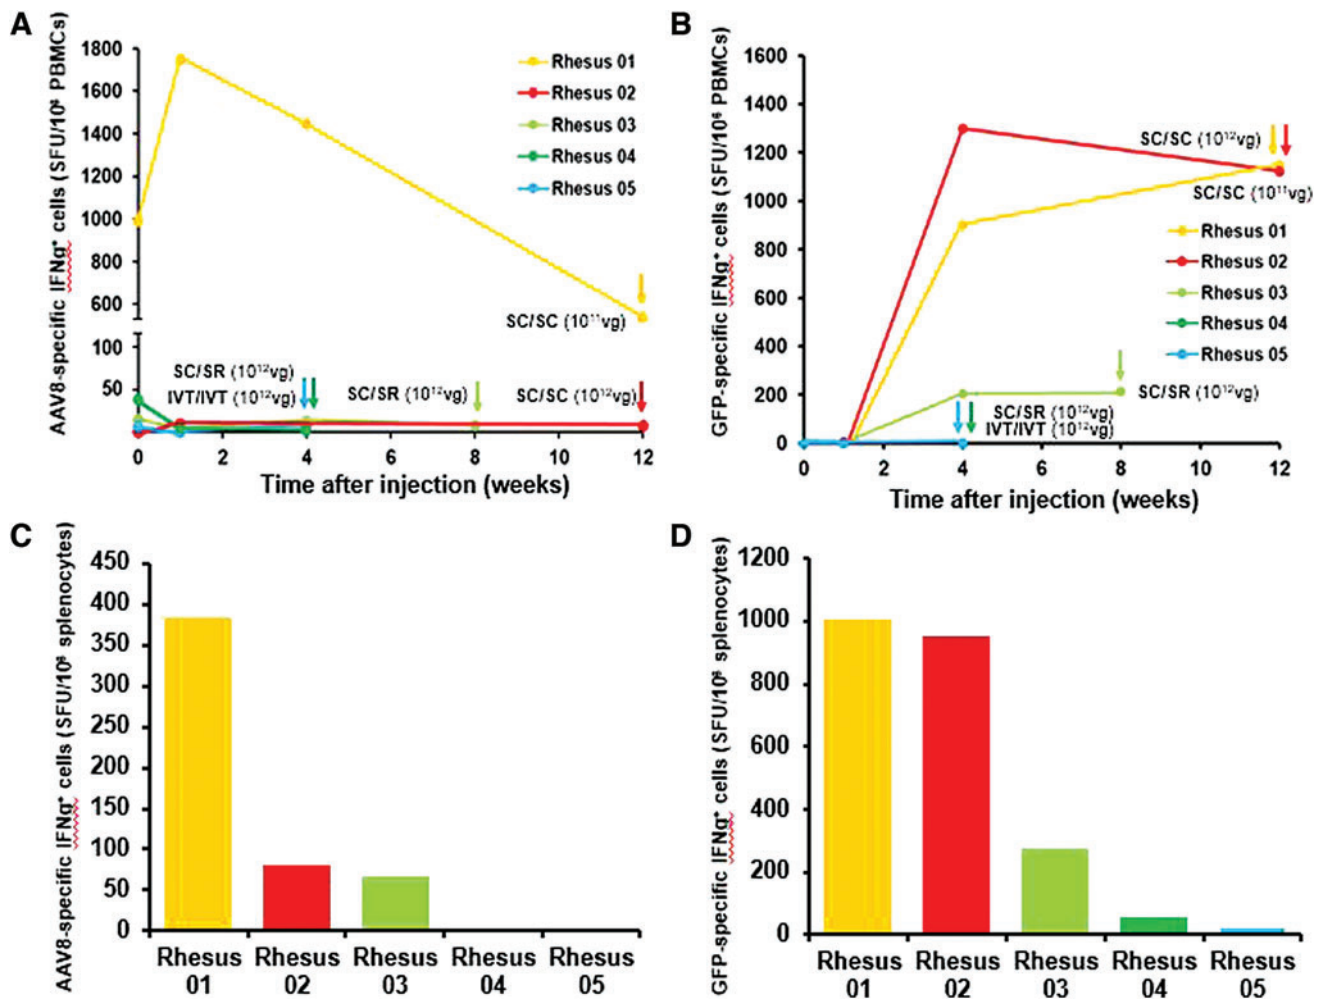 A
AAV8-specific IFNg⁺ cells (SFU/10⁶ PBMCs)
1800
1600
1400
1200
1000
800
600
100
50
0
Rhesus 01
Rhesus 02
Rhesus 03
Rhesus 04
Rhesus 05
SC/SC (10¹¹vg)
SC/SR (10¹²vg)
IVT/IVT (10¹²vg)
SC/SR (10¹²vg)
SC/SC (10¹²vg)
0 2 4 6 8 10 12
Time after injection (weeks)
B
GFP-specific IFNg⁺ cells (SFU/10⁶ PBMCs)
1600
1400
1200
1000
800
600
400
200
0
SC/SC (10¹²vg)
SC/SC (10¹¹vg)
Rhesus 01
Rhesus 02
Rhesus 03
Rhesus 04
Rhesus 05
SC/SR (10¹²vg)
SC/SR (10¹²vg)
IVT/IVT (10¹²vg)
0 2 4 6 8 10 12
Time after injection (weeks)
C
AAV8-specific IFNg⁺ cells (SFU/10⁶ splenocytes)
450
400
350
300
250
200
150
100
50
0
Rhesus Rhesus Rhesus Rhesus Rhesus
01 02 03 04 05
D
GFP-specific IFNg⁺ cells (SFU/10⁶ splenocytes)
1200
1000
800
600
400
200
0
Rhesus Rhesus Rhesus Rhesus Rhesus
01 02 03 04 05